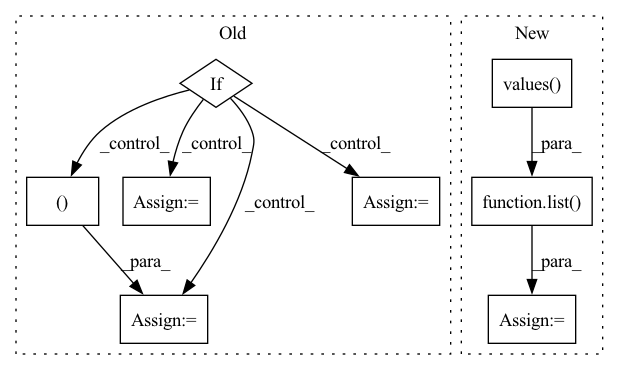 Old
New
If
values()
_control_
_control_
_control_
_control_
_para_
()
Assign:=
Assign:=
function.list()
_para_
_para_
Assign:=
Assign:=